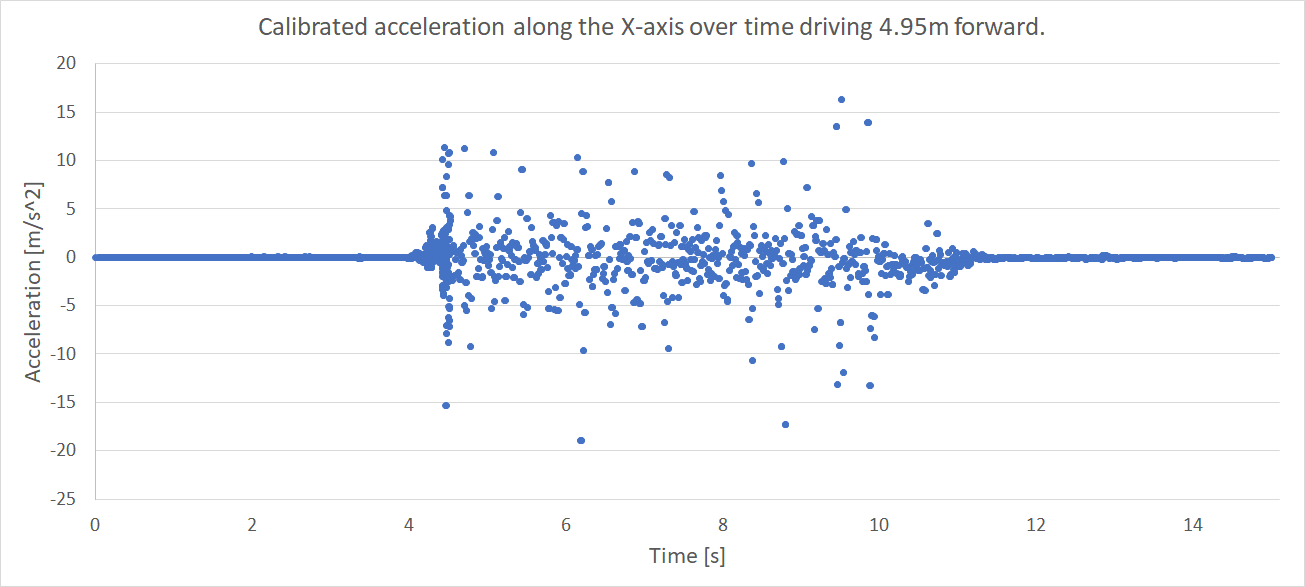 Calibrated acceleration along the X-axis over time driving 4.95m forward.
20
15
10
5
0
-5
-10
-15
-20
-25
Acceleration [m/s^2]
0 2 4 6 8 10 12 14
Time [s]